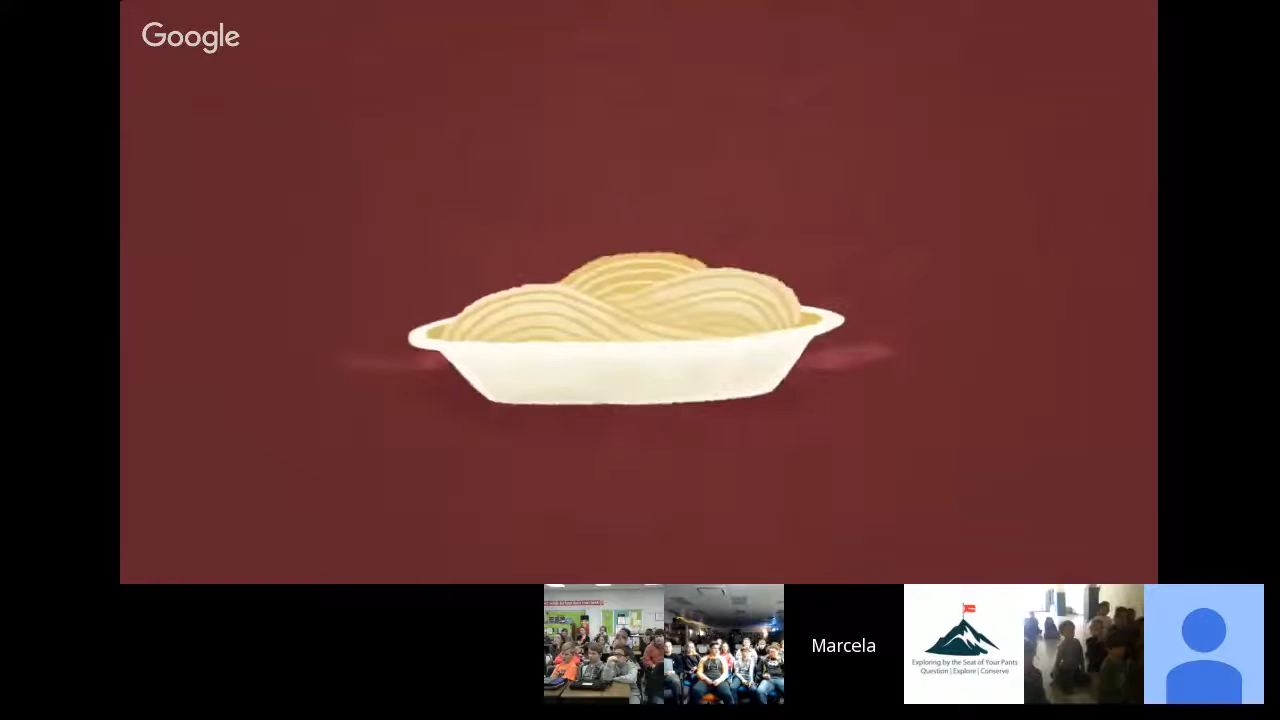 Google
Marcela
Exploring by the Seat of Your Pants
Question | Explore | Conserve